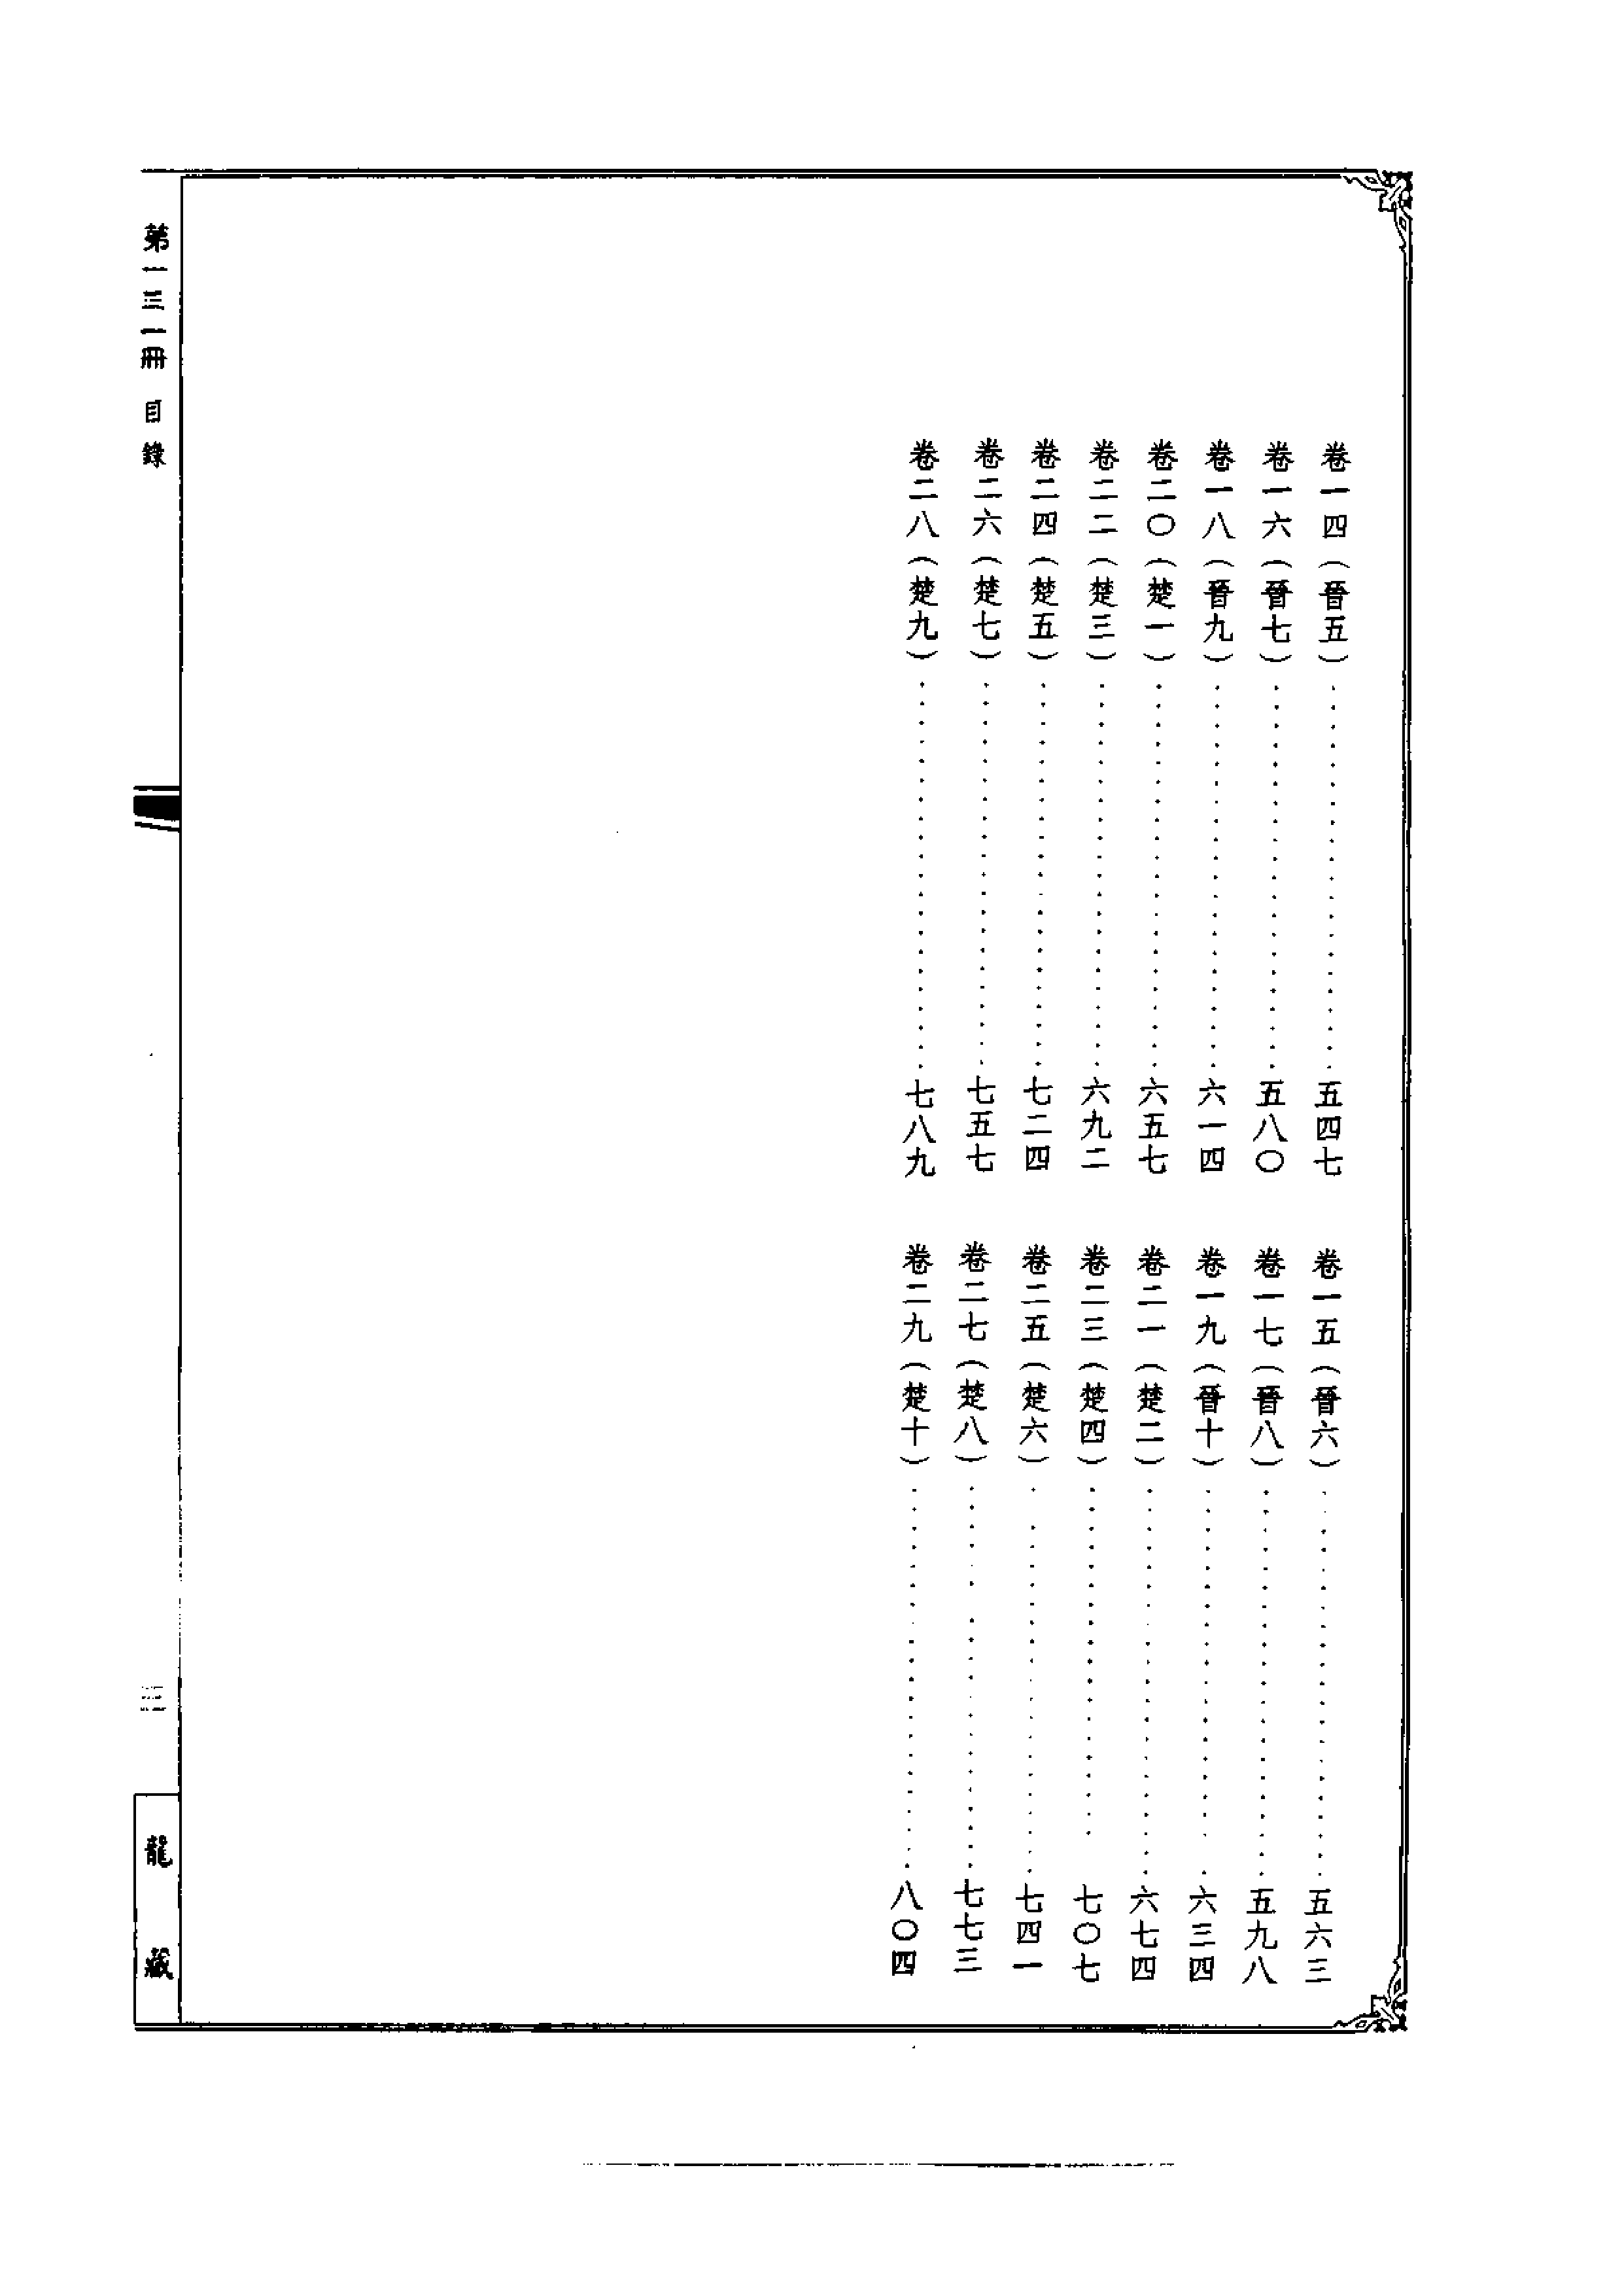 卷一四（晉五）…………五四七
卷一五（晉六）…………五六三
卷一六（晉七）…………五八〇
卷一七（晉八）…………五九八
卷一八（晉九）…………六一四
卷一九（晉十）…………六三四
卷二〇（楚一）…………六五七
卷二一（楚二）…………六七四
卷二二（楚三）…………六九二
卷二三（楚四）…………七〇七
卷二四（楚五）…………七二四
卷二五（楚六）…………七四一
卷二六（楚七）…………七五七
卷二七（楚八）…………七七三
卷二八（楚九）…………七八九
卷二九（楚十）…………八〇四
第一三一冊 目錄
三
龍藏